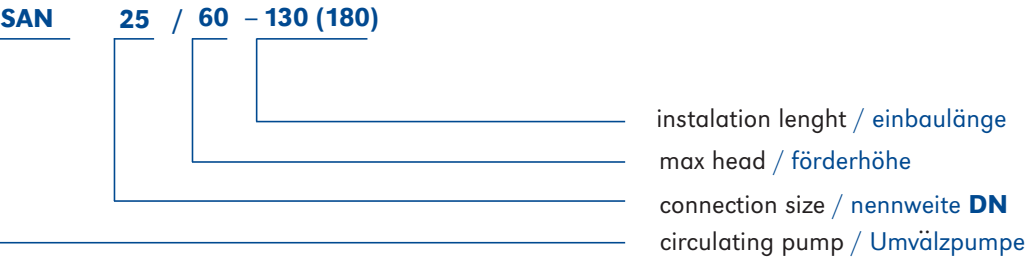 SAN 25 / 60 – 130 (180)
instalation lenght / einbaulänge
max head / förderhöhe
connection size / nennweite DN
circulating pump / Umvälzpumpe